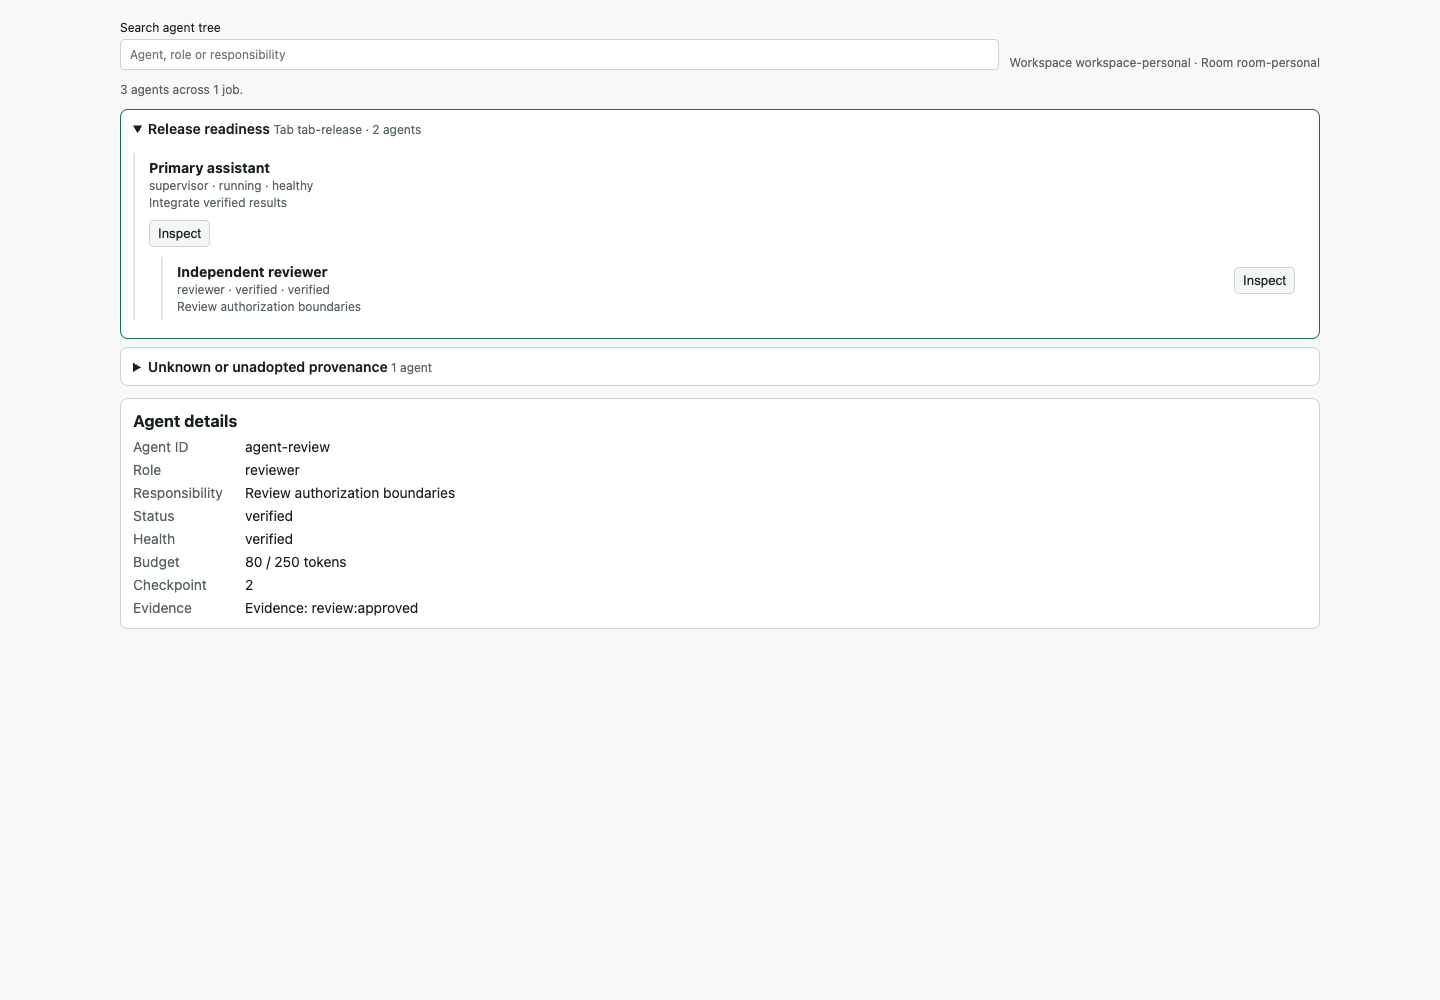 Search agent tree
Agent, role or responsibility
Workspace workspace-personal · Room room-personal
3 agents across 1 job.
Release readiness Tab tab-release · 2 agents
Primary assistant
supervisor · running · healthy
Integrate verified results
Inspect
Independent reviewer
reviewer · verified · verified
Review authorization boundaries
Inspect
Unknown or unadopted provenance 1 agent
Agent details
Agent ID agent-review
Role reviewer
Responsibility Review authorization boundaries
Status verified
Health verified
Budget 80 / 250 tokens
Checkpoint 2
Evidence Evidence: review:approved